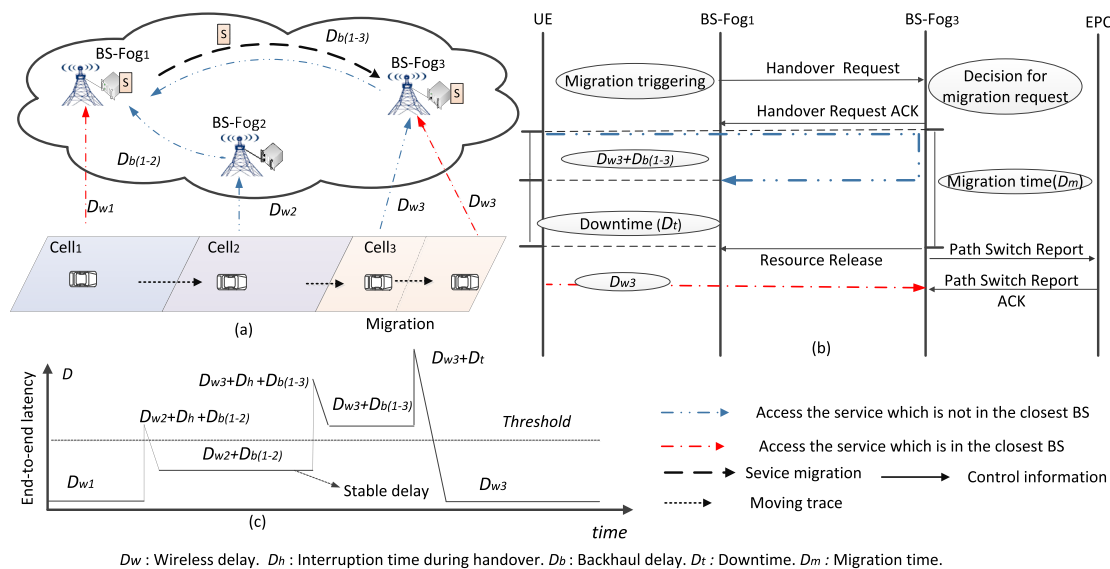 BS-Fog1
S
S
Db(1-3)
BS-Fog3
S
BS-Fog2
Db(1-2)
Dw1
Dw2
Dw3
Dw3
Cell1
Cell2
Cell3
(a)
Migration
UE
BS-Fog1
BS-Fog3
EPC
Migration triggering
Handover Request
Decision for
migration request
Handover Request ACK
Dw3+Db(1-3)
Migration time(Dm)
Downtime (Dt)
Resource Release
Path Switch Report
Dw3
Path Switch Report
ACK
(b)
End-to-end latency
D
Dw3+Dt
Dw3+Dh +Db(1-3)
Dw2+Dh +Db(1-2)
Dw3+Db(1-3)
Threshold
Dw2+Db(1-2)
Dw1
Stable delay
Dw3
(c)
time
Access the service which is not in the closest BS
Access the service which is in the closest BS
Sevice migration
Control information
Moving trace
Dw : Wireless delay. Dh : Interruption time during handover. Db : Backhaul delay. Dt : Downtime. Dm : Migration time.